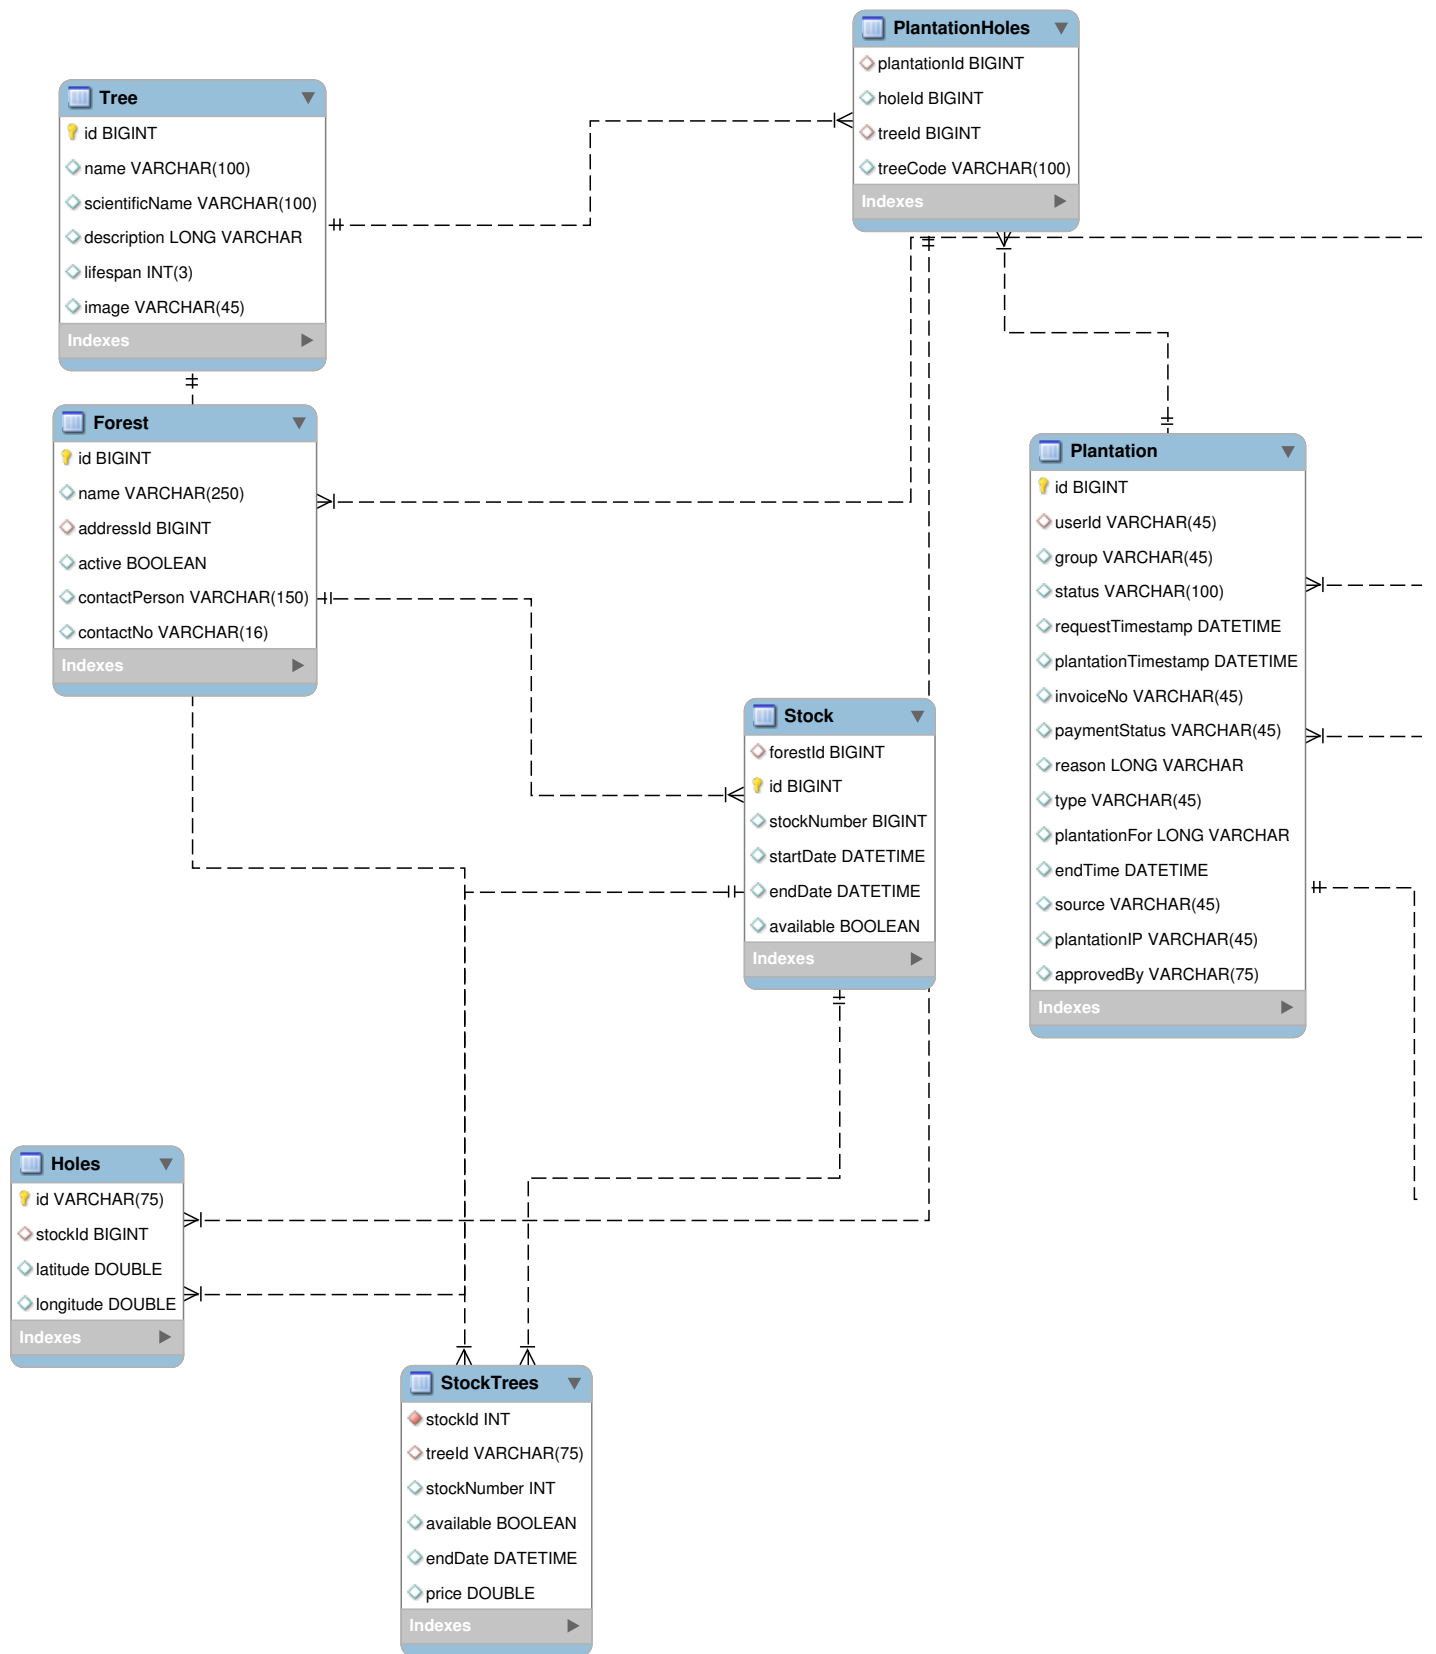 PlantationHoles
plantationId BIGINT
holeId BIGINT
treeId BIGINT
treeCode VARCHAR(100)
Indexes
Tree
id BIGINT
name VARCHAR(100)
scientificName VARCHAR(100)
description LONG VARCHAR
lifespan INT(3)
image VARCHAR(45)
Indexes
Forest
id BIGINT
name VARCHAR(250)
addressId BIGINT
active BOOLEAN
contactPerson VARCHAR(150)
contactNo VARCHAR(16)
Indexes
Plantation
id BIGINT
userId VARCHAR(45)
group VARCHAR(45)
status VARCHAR(100)
requestTimestamp DATETIME
plantationTimestamp DATETIME
invoiceNo VARCHAR(45)
paymentStatus VARCHAR(45)
reason LONG VARCHAR
type VARCHAR(45)
plantationFor LONG VARCHAR
endTime DATETIME
source VARCHAR(45)
plantationIP VARCHAR(45)
approvedBy VARCHAR(75)
Indexes
Stock
forestId BIGINT
id BIGINT
stockNumber BIGINT
startDate DATETIME
endDate DATETIME
available BOOLEAN
Indexes
Holes
id VARCHAR(75)
stockId BIGINT
latitude DOUBLE
longitude DOUBLE
Indexes
StockTrees
stockId INT
treeId VARCHAR(75)
stockNumber INT
available BOOLEAN
endDate DATETIME
price DOUBLE
Indexes